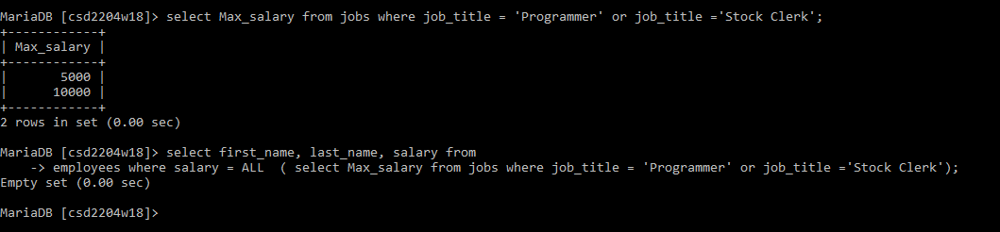 MariaDB [csd2204w18]> select Max_salary from jobs where job_title = 'Programmer' or job_title ='Stock Clerk';
+------------+
| Max_salary |
+------------+
|       5000 |
|      10000 |
+------------+
2 rows in set (0.00 sec)
MariaDB [csd2204w18]> select first_name, last_name, salary from
    -> employees where salary = ALL  ( select Max_salary from jobs where job_title = 'Programmer' or job_title ='Stock Clerk');
Empty set (0.00 sec)
MariaDB [csd2204w18]>